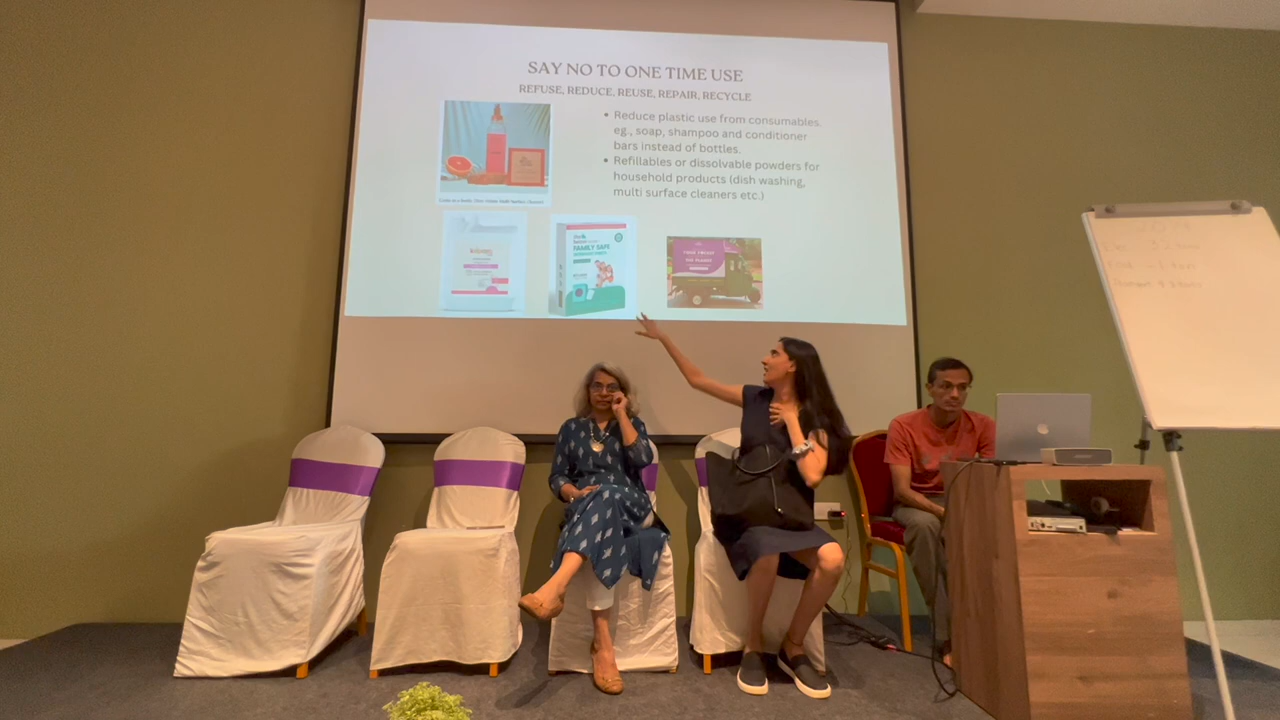 SAY NO TO ONE TIME USE
REFUSE, REDUCE, REUSE, REPAIR, RECYCLE
• Reduce plastic use from consumables.
eg., soap, shampoo and conditioner
bars instead of bottles.
• Refillables or dissolvable powders for
household products (dish washing,
multi surface cleaners etc.)
FAMILY SAFE